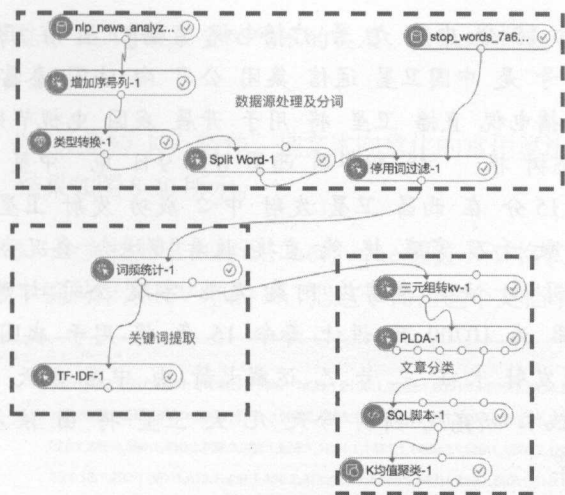 nlp_news_analyz...
stop_words_7a6...
增加序号列-1
数据源处理及分词
类型转换-1
Split Word-1
停用词过滤-1
词频统计-1
三元组转kv-1
关键词提取
PLDA-1
TF-IDF-1
文章分类
SQL脚本-1
K均值聚类-1